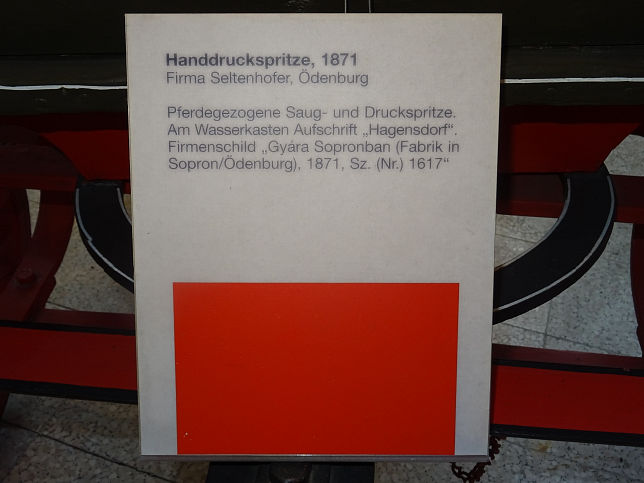 Handdruckspritze, 1871
Firma Seltenhofer, Ödenburg
Pferdegezogene Saug- und Druckspritze.
Am Wasserkasten Aufschrift „Hagensdorf“.
Firmenschild „Gyára Sopronban (Fabrik in
Sopron/Ödenburg), 1871, Sz. (Nr.) 1617“